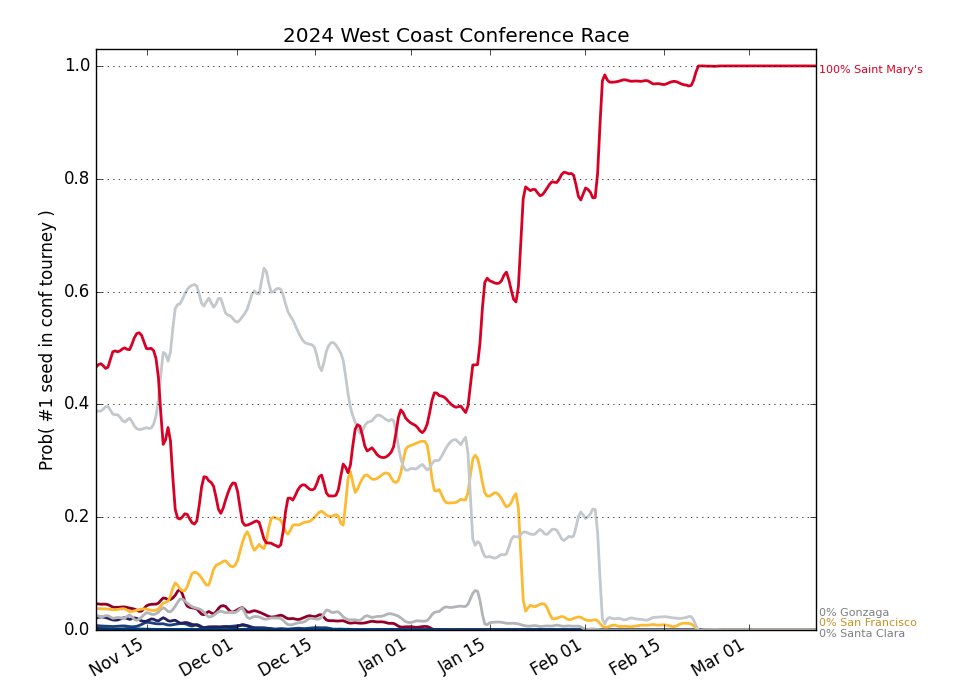 2024 West Coast Conference Race
Prob( #1 seed in conf tourney )
1.0
0.8
0.6
0.4
0.2
0.0
Nov 15
Dec 01
Dec 15
Jan 01
Jan 15
Feb 01
Feb 15
Mar 01
100% Saint Mary's
0% Gonzaga
0% San Francisco
0% Santa Clara